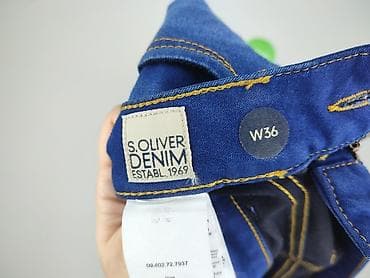 S.OLIVER
DENIM
ESTABL. 1969
W36